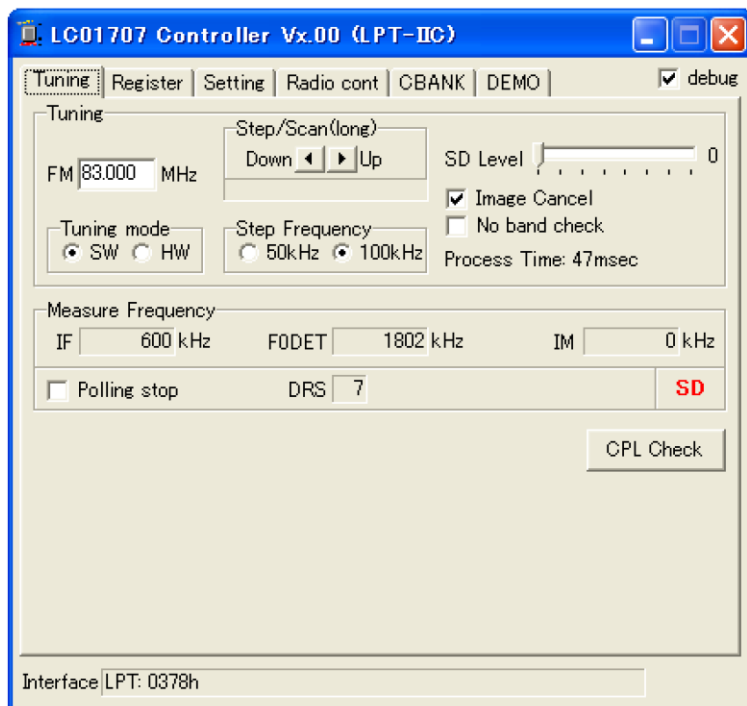 LC01707 Controller Vx.00 (LPT-IIC)
Tuning Register Setting Radio cont CBANK DEMO debug
Tuning
Step/Scan(long)
Down Up
SD Level 0
FM 83.000 MHz
Image Cancel
No band check
Tuning mode
SW HW
Step Frequency
50kHz 100kHz
Process Time: 47msec
Measure Frequency
IF 600 kHz F0DET 1802 kHz IM 0 kHz
Polling stop DRS 7 SD
CPL Check
Interface LPT: 0378h